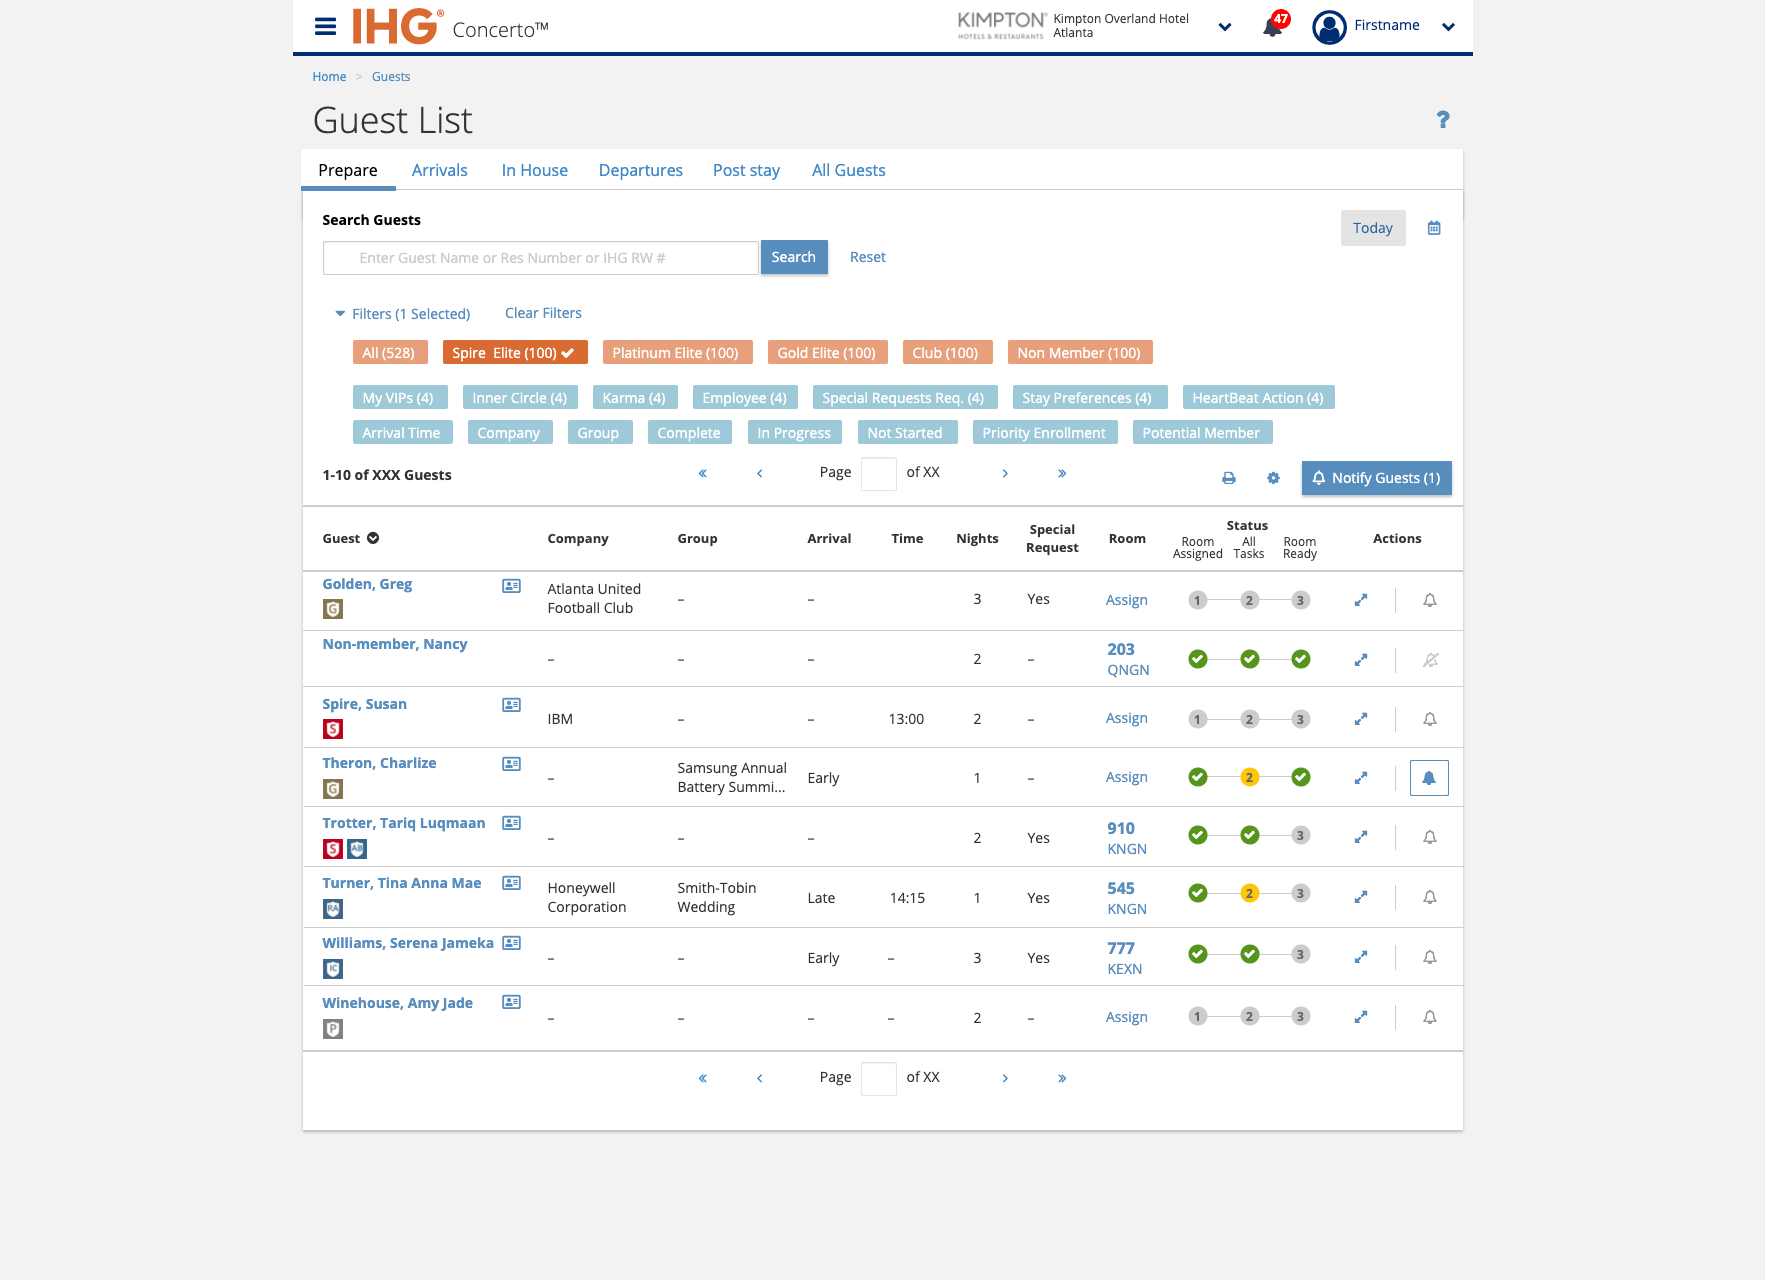 IHG® Concerto™
KIMPTON®
HOTELS & RESTAURANTS
Kimpton Overland Hotel
Atlanta
47
Firstname
Home > Guests
Guest List
?
Prepare Arrivals In House Departures Post stay All Guests
Search Guests
Today
Enter Guest Name or Res Number or IHG RW # Search Reset
Filters (1 Selected) Clear Filters
All (528) Spire Elite (100) Platinum Elite (100) Gold Elite (100) Club (100) Non Member (100)
My VIPs (4) Inner Circle (4) Karma (4) Employee (4) Special Requests Req. (4) Stay Preferences (4) HeartBeat Action (4)
Arrival Time Company Group Complete In Progress Not Started Priority Enrollment Potential Member
1-10 of XXX Guests « ‹ Page of XX › » Notify Guests (1)
Guest Company Group Arrival Time Nights Special Request Room Status Actions
Room Assigned All Tasks Room Ready
Golden, Greg
G
Atlanta United
Football Club
– – 3 Yes Assign 1 2 3
Non-member, Nancy
– – – 2 – 203
QNGN
Spire, Susan
S
IBM – – 13:00 2 – Assign 1 2 3
Theron, Charlize
G
– Samsung Annual
Battery Summi...
Early 1 – Assign 2
Trotter, Tariq Luqmaan
S AB
– – – 2 Yes 910 3
KNGN
Turner, Tina Anna Mae
RA
Honeywell
Corporation
Smith-Tobin
Wedding
Late 14:15 1 Yes 545 2 3
KNGN
Williams, Serena Jameka
IC
– – Early – 3 Yes 777 3
KEXN
Winehouse, Amy Jade
P
– – – – 2 – Assign 1 2 3
« ‹ Page of XX › »